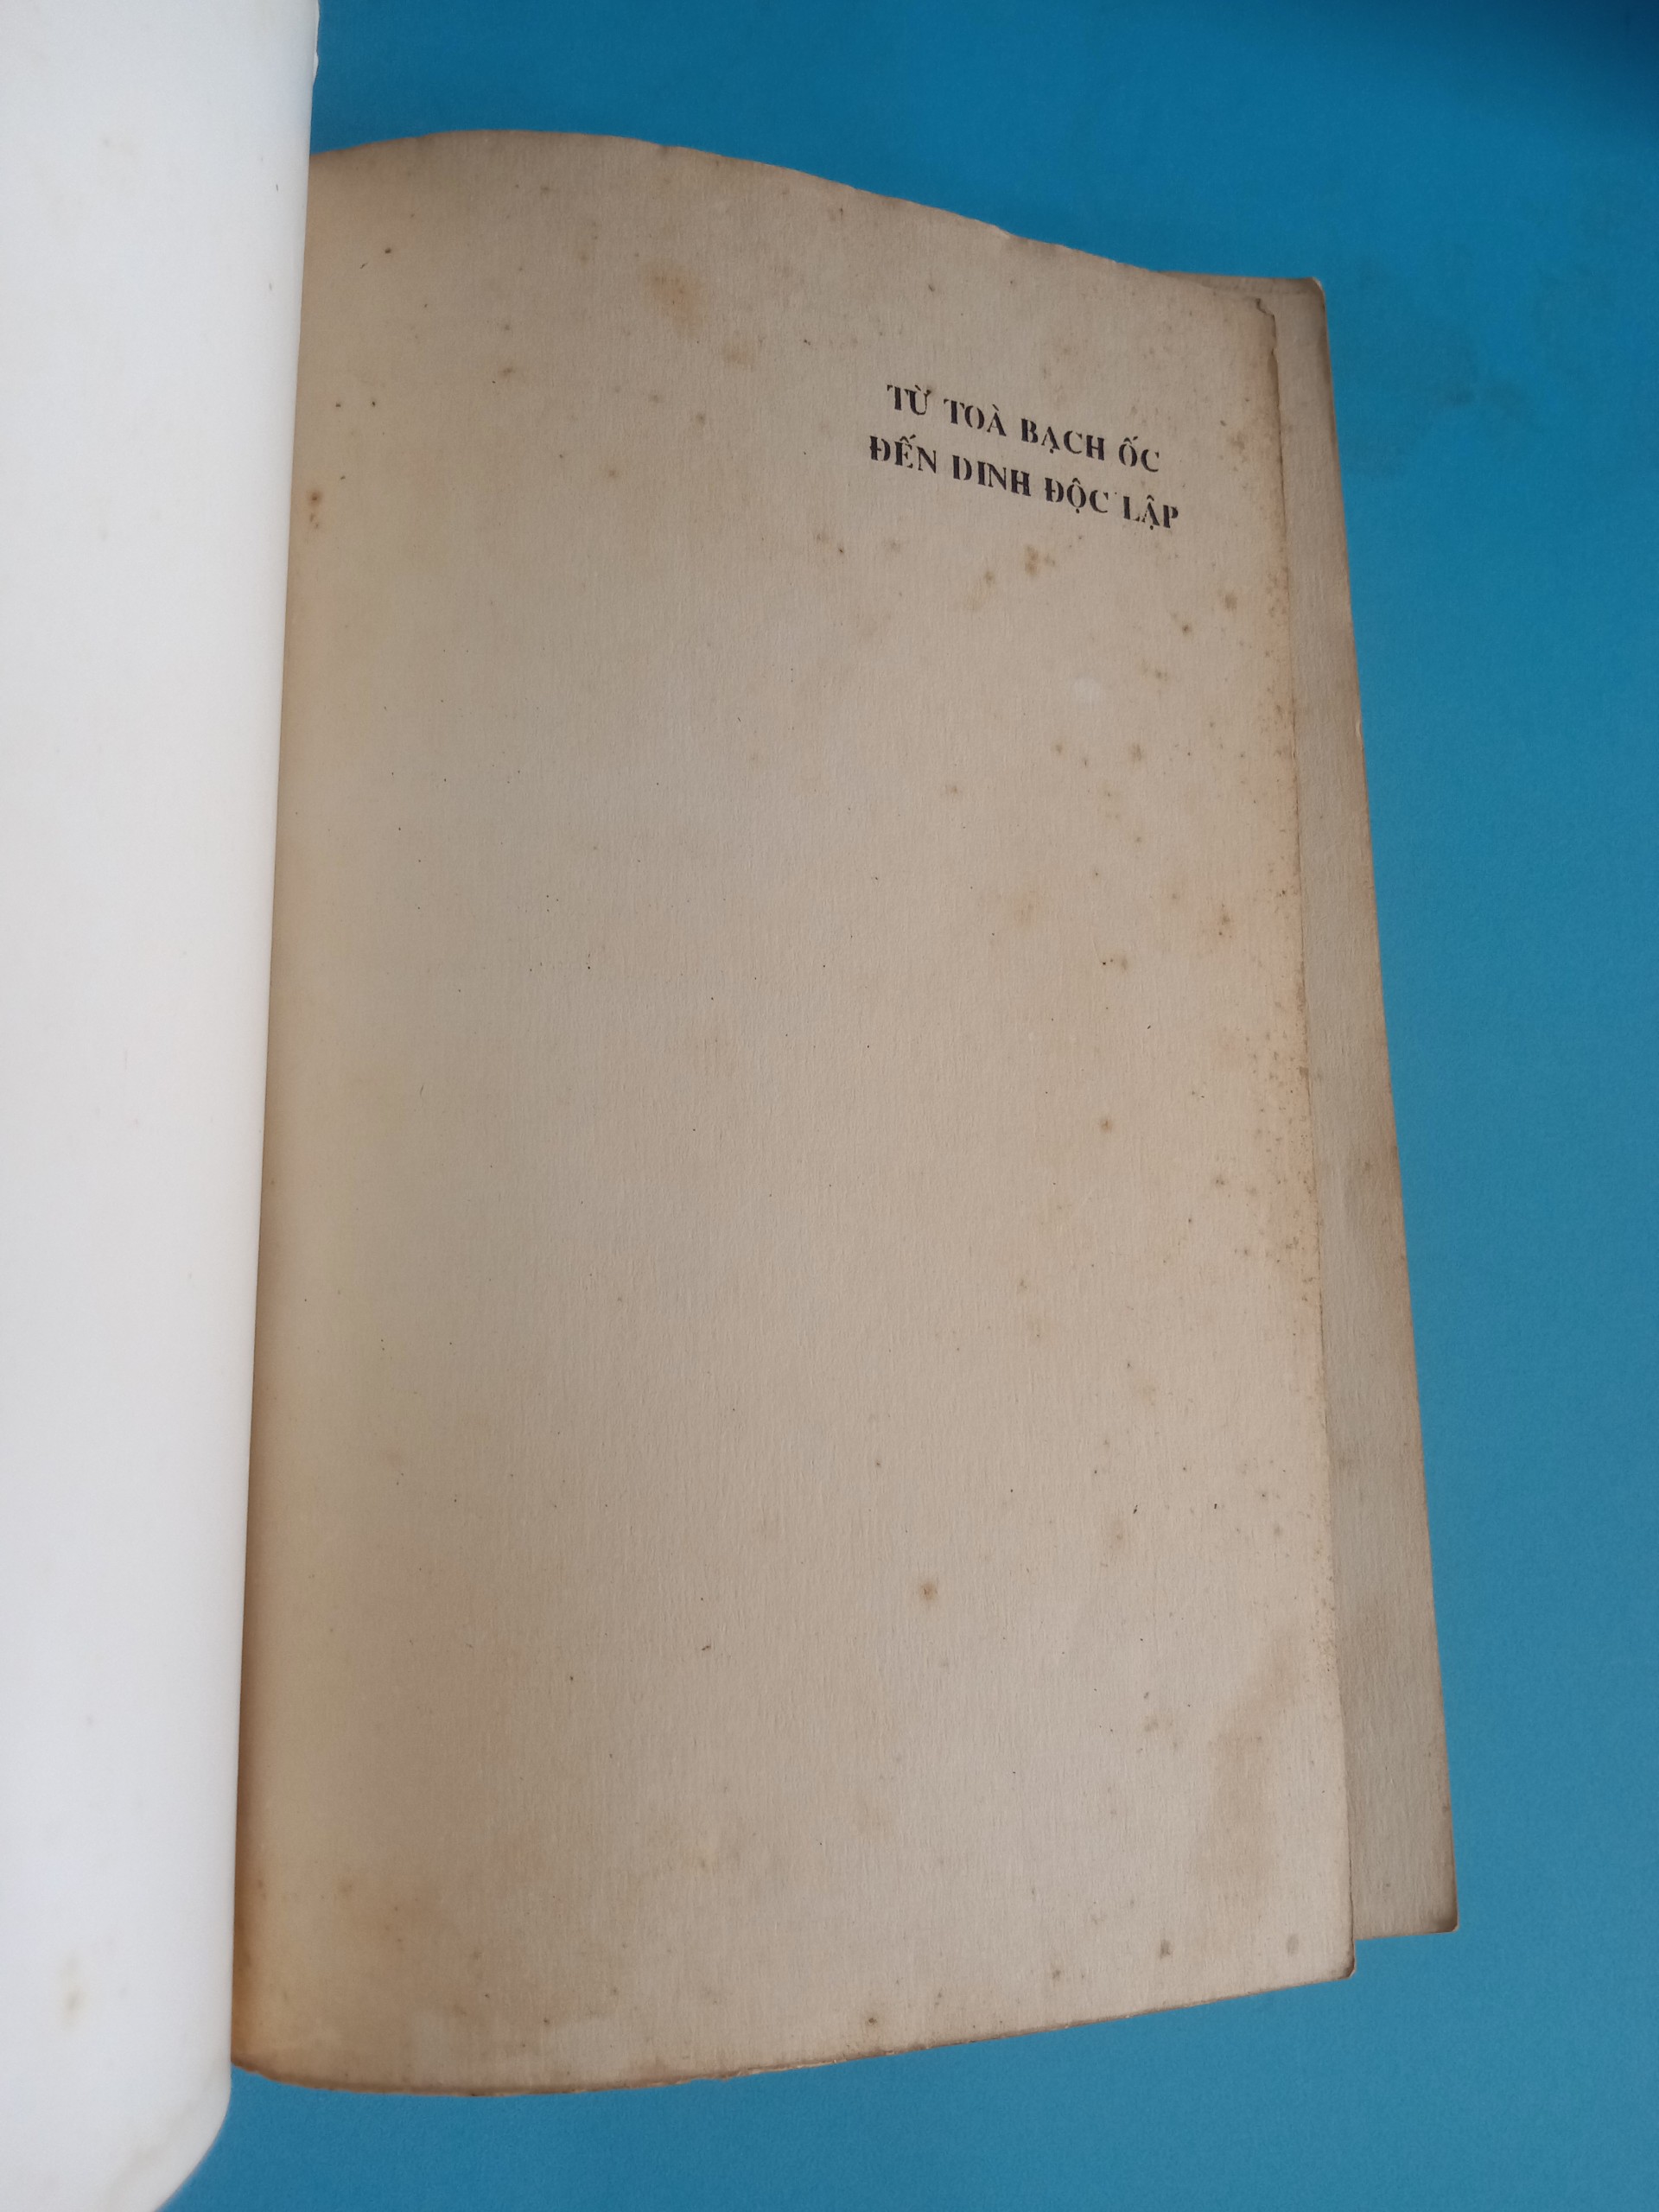 TỪ TOÀ BẠCH ỐC
ĐẾN DINH ĐỘC LẬP